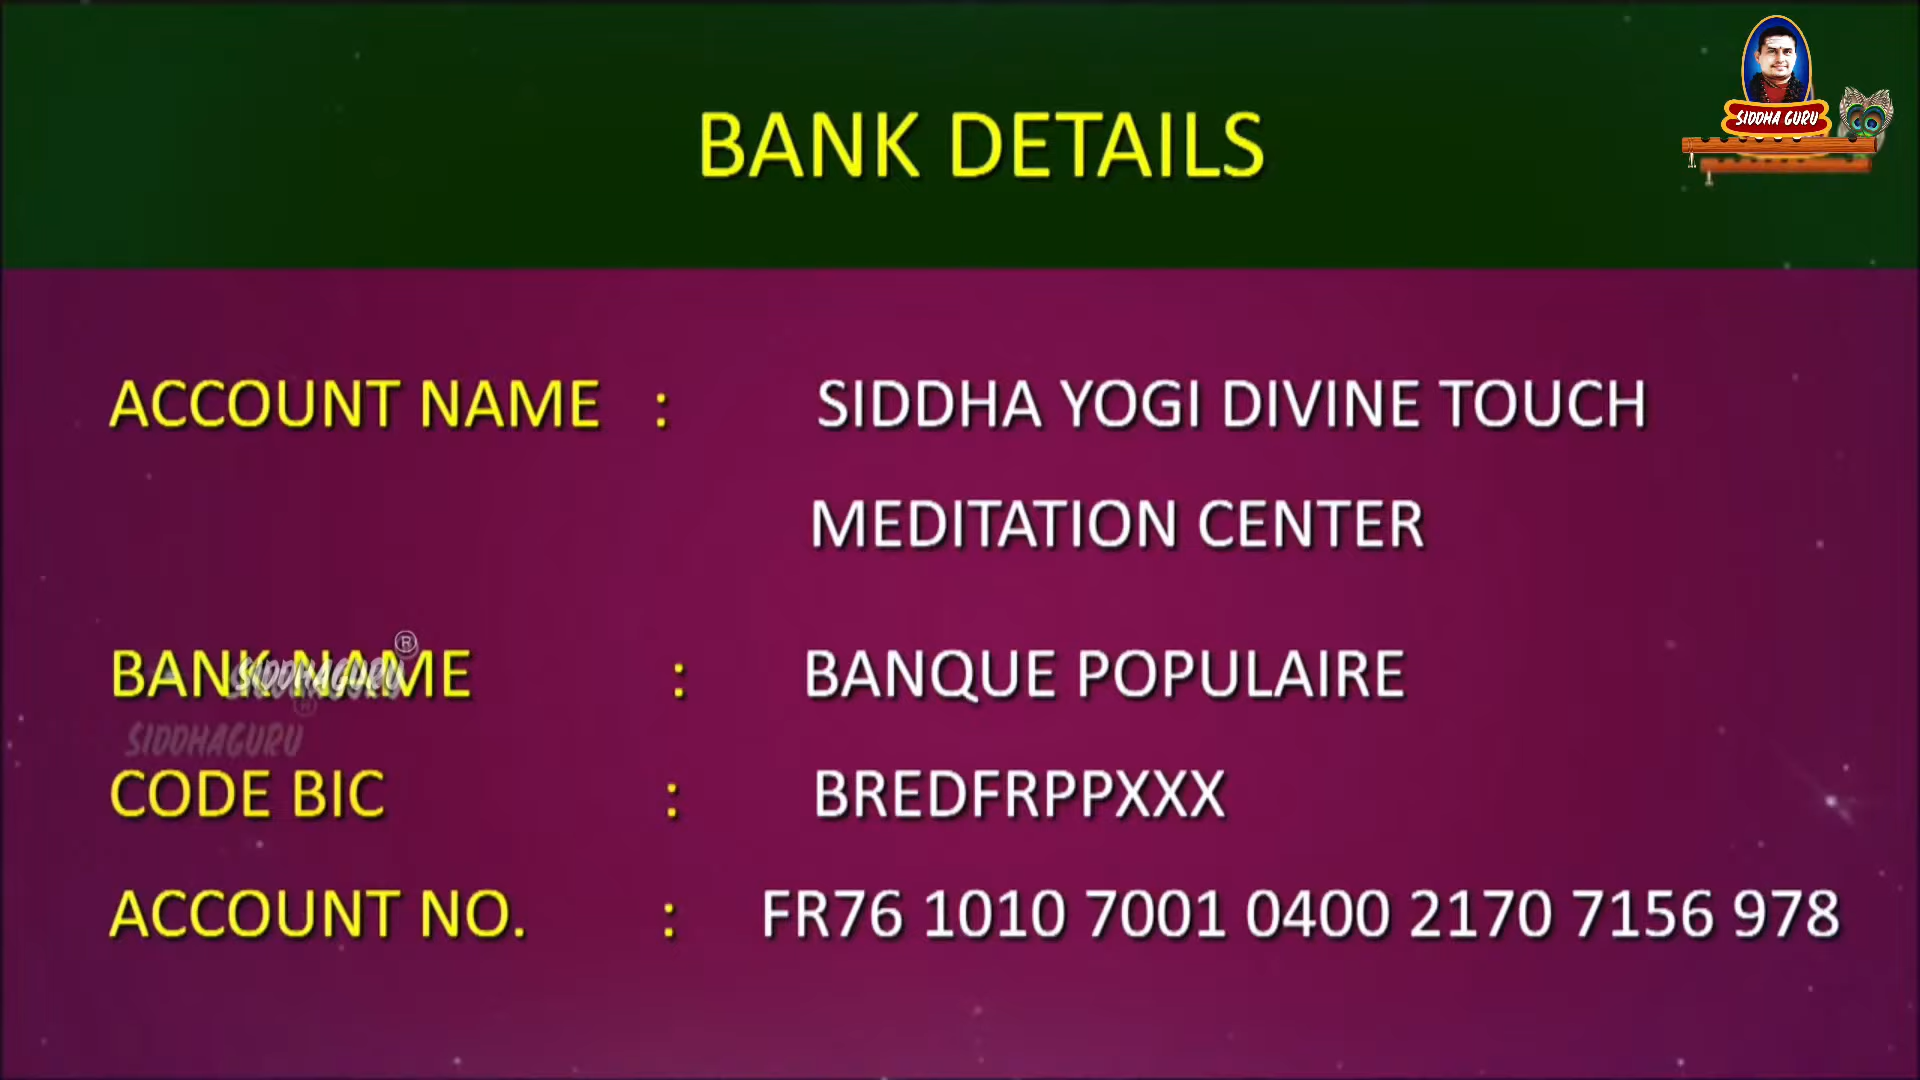 SIDDHA GURU
BANK DETAILS
ACCOUNT NAME : SIDDHA YOGI DIVINE TOUCH
MEDITATION CENTER
BANK NAME : BANQUE POPULAIRE
SIDDHAGURU®
SIDDHAGURU®
CODE BIC : BREDFRPPXXX
ACCOUNT NO. : FR76 1010 7001 0400 2170 7156 978